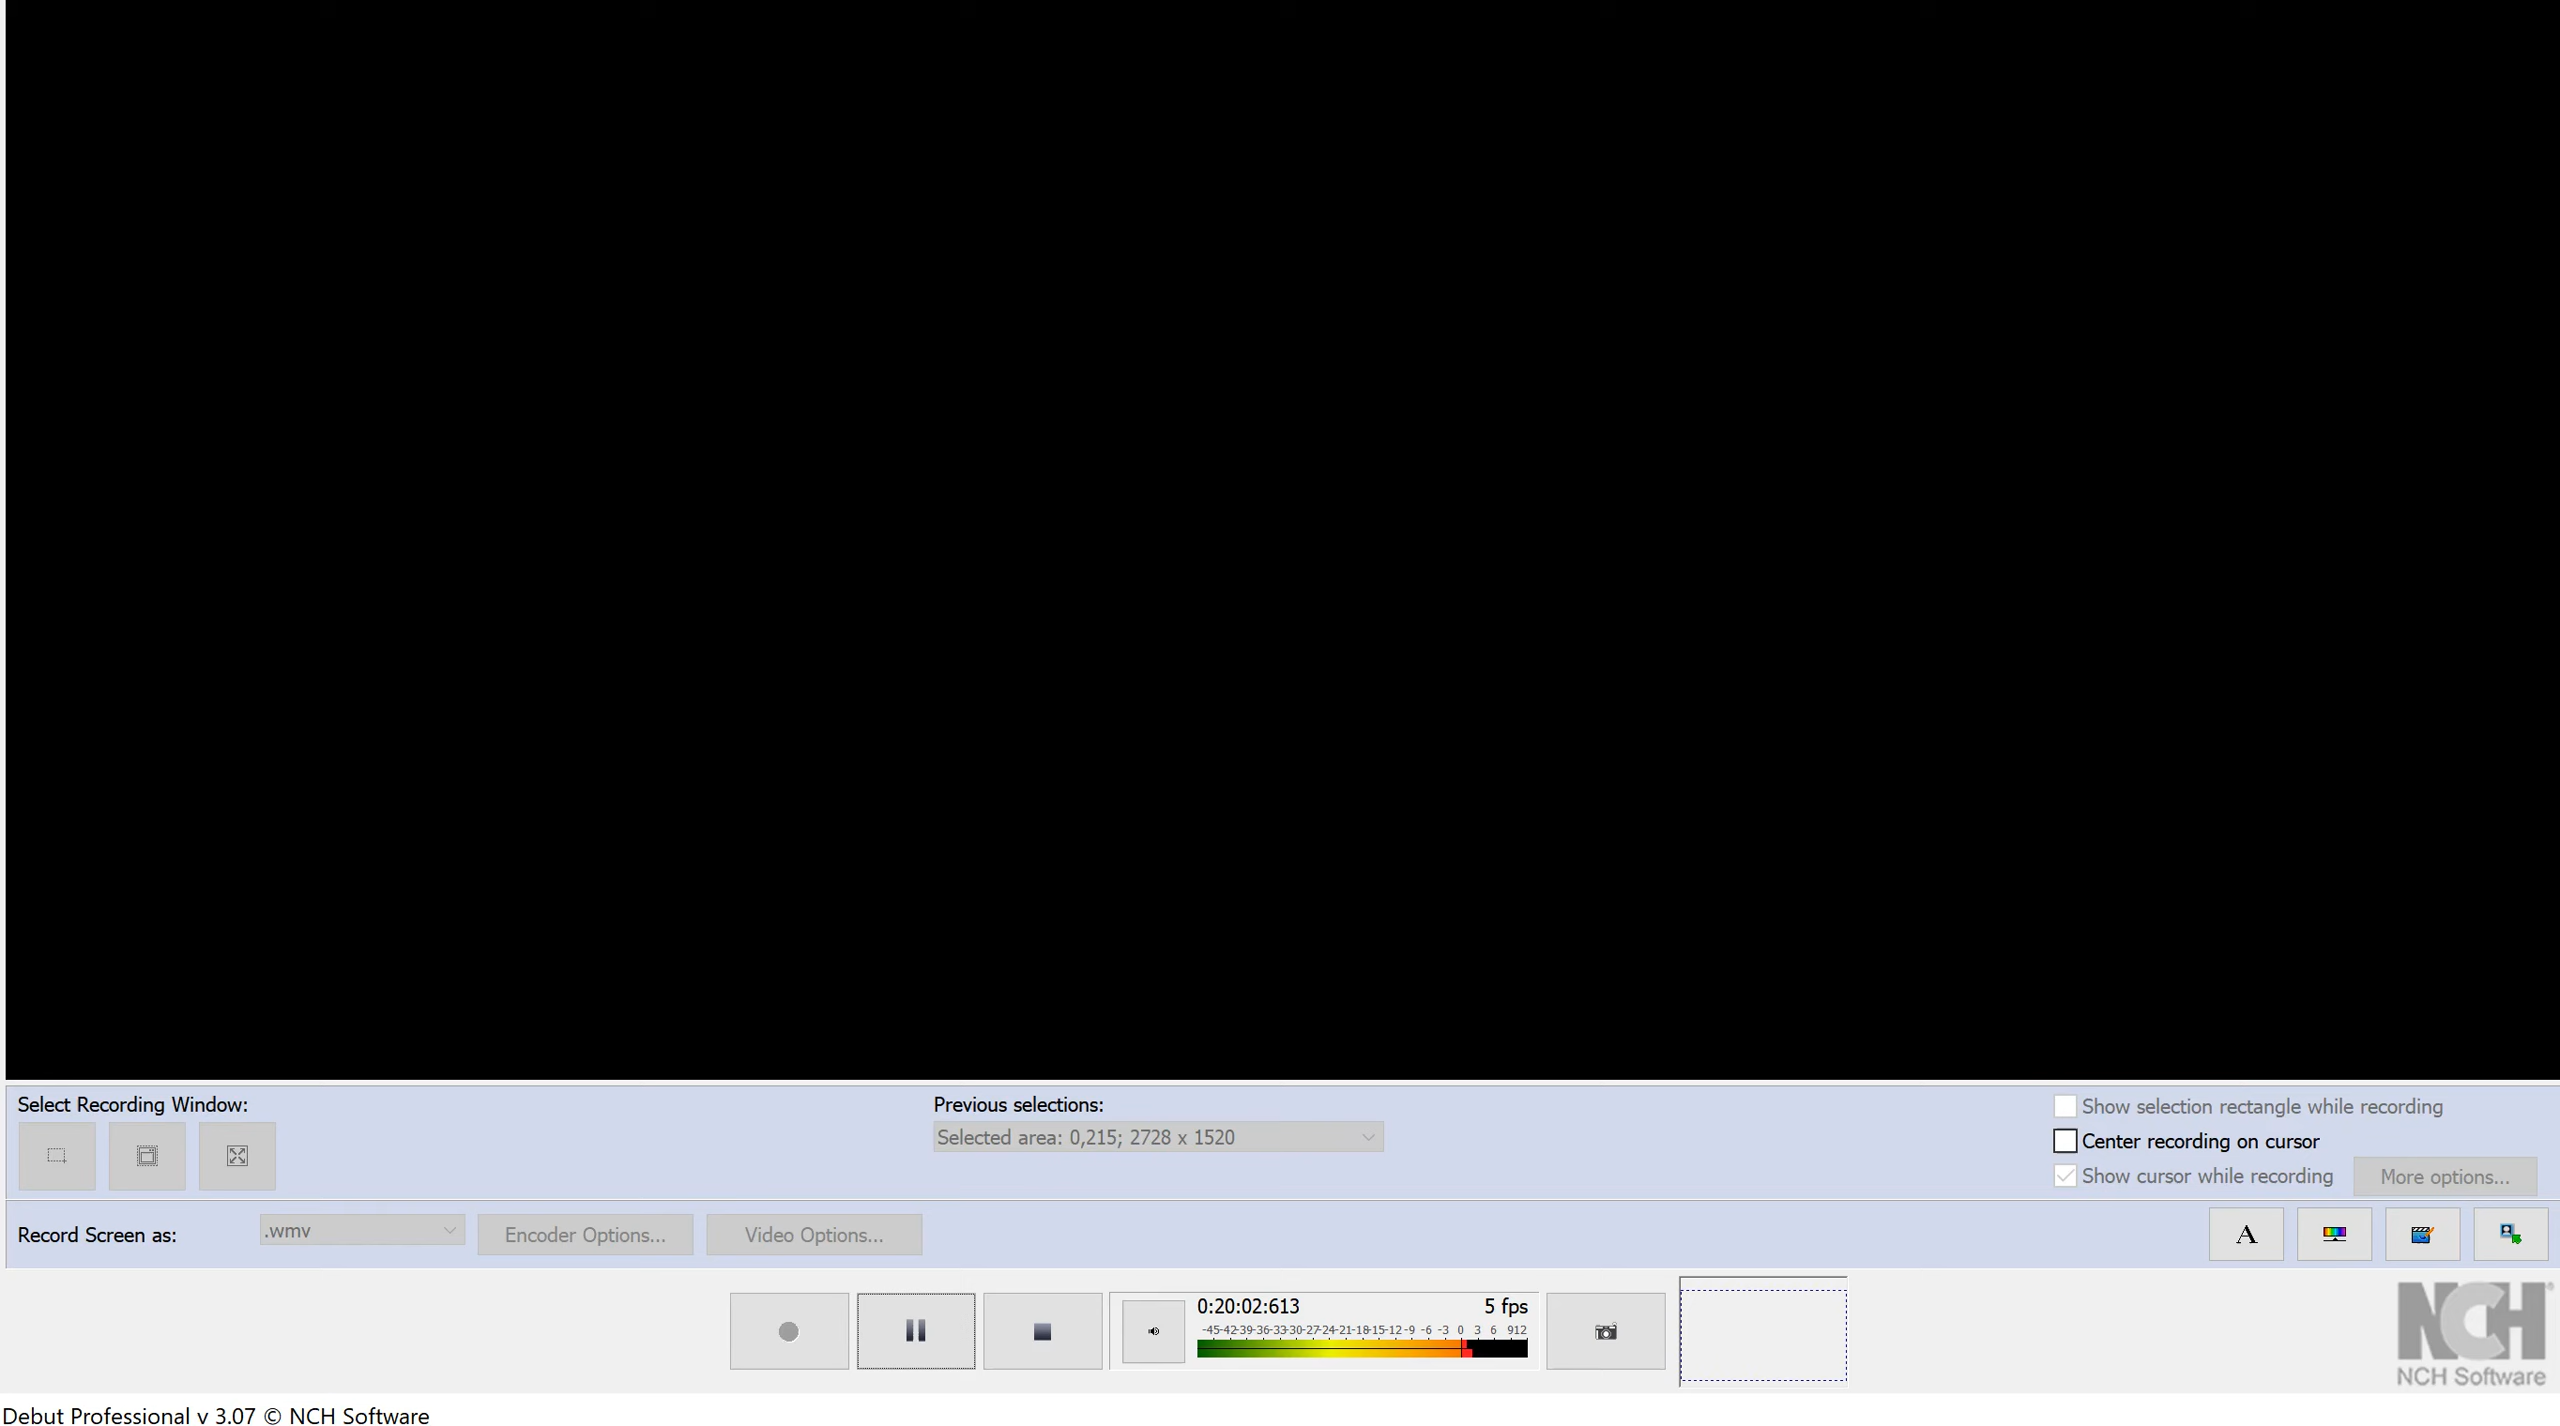 Select Recording Window:
Previous selections:
Selected area: 0,215; 2728 x 1520
Show selection rectangle while recording
Center recording on cursor
Show cursor while recording
More options...
Record Screen as:
.wmv
Encoder Options...
Video Options...
A
0:20:02:613
5 fps
-45-42-39-36-33-30-27-24-21-18-15-12-9 -6 -3 0 3 6 912
NCH
NCH Software
Debut Professional v 3.07 © NCH Software